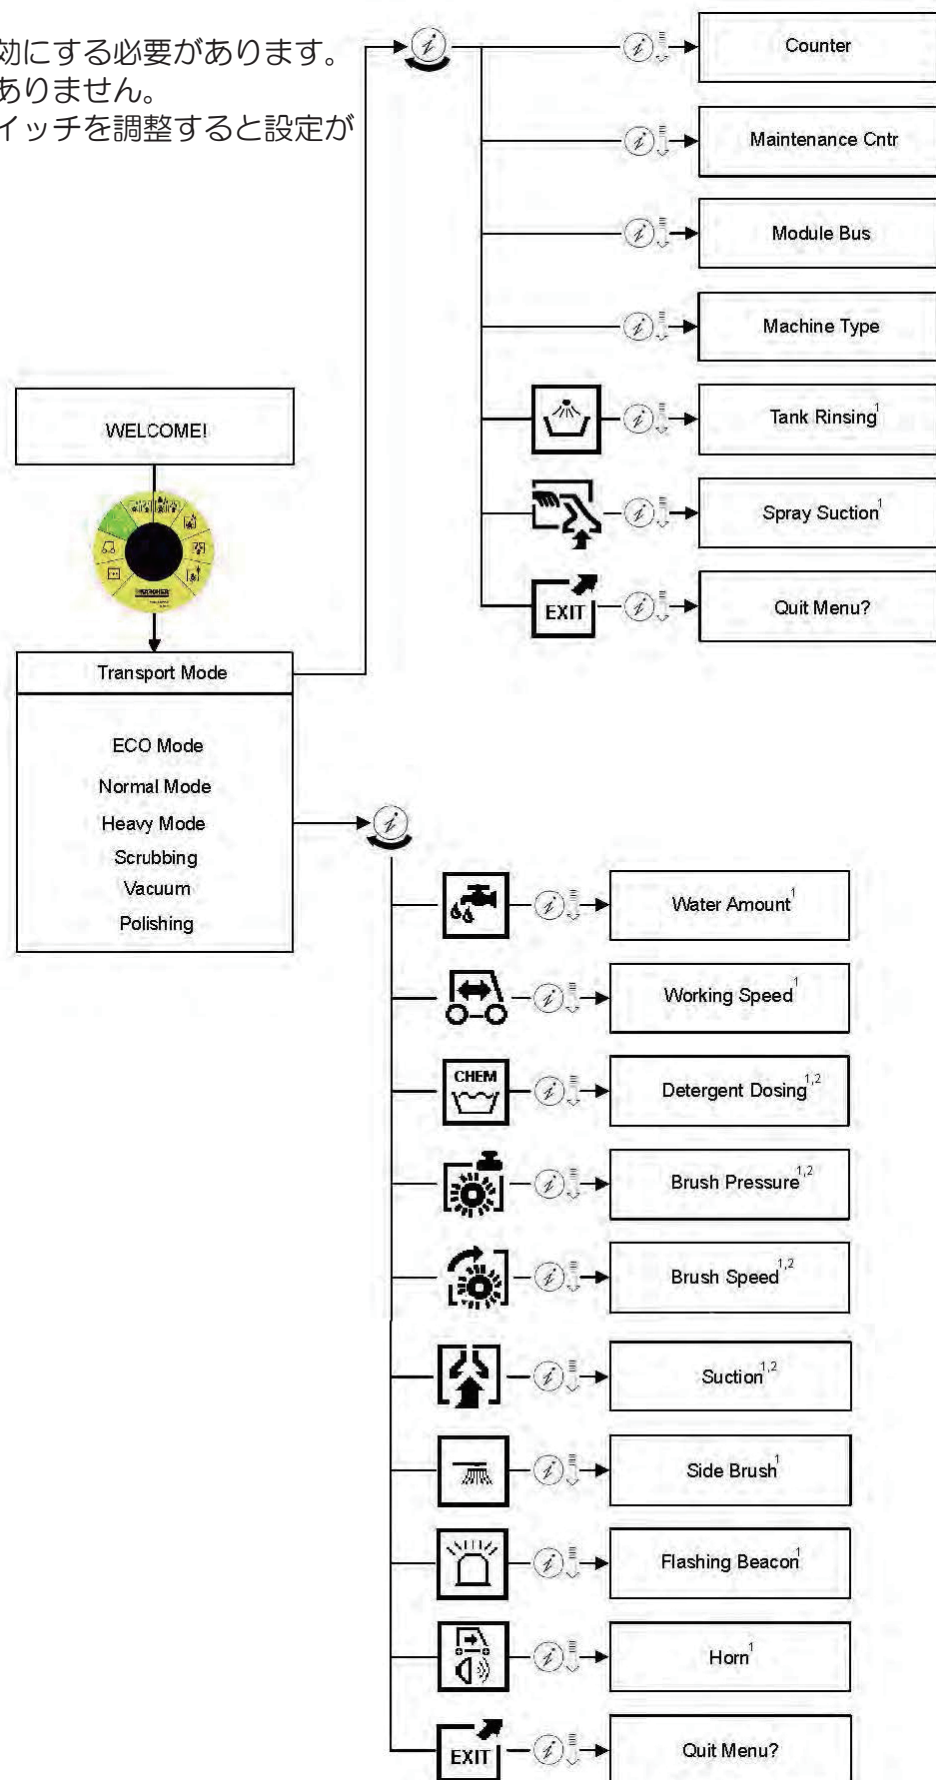 効にする必要があります。
ありません。
イッチを調整すると設定が
Counter
Maintenance Cntr
Module Bus
Machine Type
Tank Rinsing1
Spray Suction1
EXIT
Quit Menu?
WELCOME!
Transport Mode
ECO Mode
Normal Mode
Heavy Mode
Scrubbing
Vacuum
Polishing
Water Amount1
Working Speed1
CHEM
Detergent Dosing1,2
Brush Pressure1,2
Brush Speed1,2
Suction1,2
Side Brush1
Flashing Beacon1
Horn1
EXIT
Quit Menu?